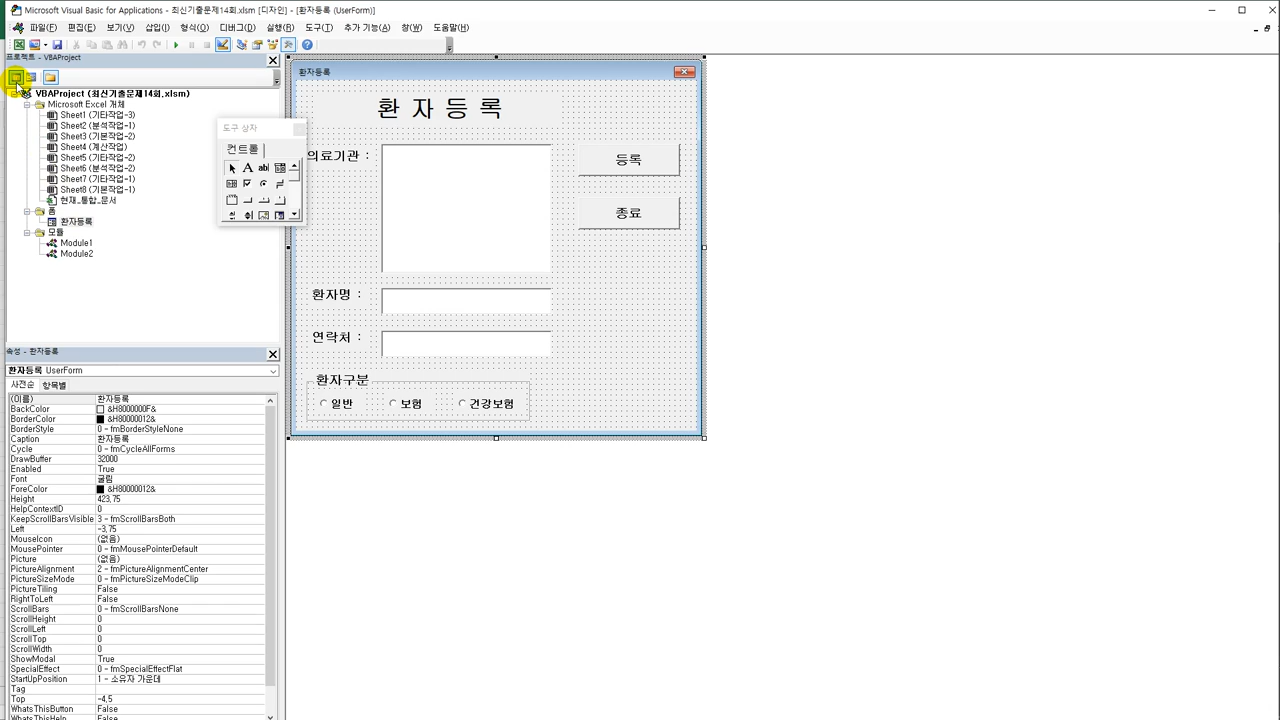 Microsoft Visual Basic for Applications - 최신기출문제14회.xlsm [디자인] - [환자등록 (UserForm)]
파일(F) 편집(E) 보기(V) 삽입(I) 형식(O) 디버그(D) 실행(R) 도구(T) 추가 기능(A) 창(W) 도움말(H)
프로젝트 - VBAProject
VBAProject (최신기출문제14회.xlsm)
Microsoft Excel 개체
Sheet1 (기타작업-3)
Sheet2 (분석작업-1)
Sheet3 (기본작업-2)
Sheet4 (계산작업)
Sheet5 (기타작업-2)
Sheet6 (분석작업-2)
Sheet7 (기타작업-1)
Sheet8 (기본작업-1)
현재_통합_문서
폼
환자등록
모듈
Module1
Module2
도구 상자
컨트롤
환자등록
환 자 등 록
의료기관 :
등록
종료
환자명 :
연락처 :
환자구분
일반 보험 건강보험
속성 - 환자등록
환자등록 UserForm
사전순 항목별
(이름) 환자등록
BackColor &H8000000F&
BorderColor &H80000012&
BorderStyle 0 - fmBorderStyleNone
Caption 환자등록
Cycle 0 - fmCycleAllForms
DrawBuffer 32000
Enabled True
Font 굴림
ForeColor &H80000012&
Height 423,75
HelpContextID 0
KeepScrollBarsVisible 3 - fmScrollBarsBoth
Left -3,75
MouseIcon (없음)
MousePointer 0 - fmMousePointerDefault
Picture (없음)
PictureAlignment 2 - fmPictureAlignmentCenter
PictureSizeMode 0 - fmPictureSizeModeClip
PictureTiling False
RightToLeft False
ScrollBars 0 - fmScrollBarsNone
ScrollHeight 0
ScrollLeft 0
ScrollTop 0
ScrollWidth 0
ShowModal True
SpecialEffect 0 - fmSpecialEffectFlat
StartUpPosition 1 - 소유자 가운데
Tag
Top -4,5
WhatsThisButton False
WhatsThisHelp False